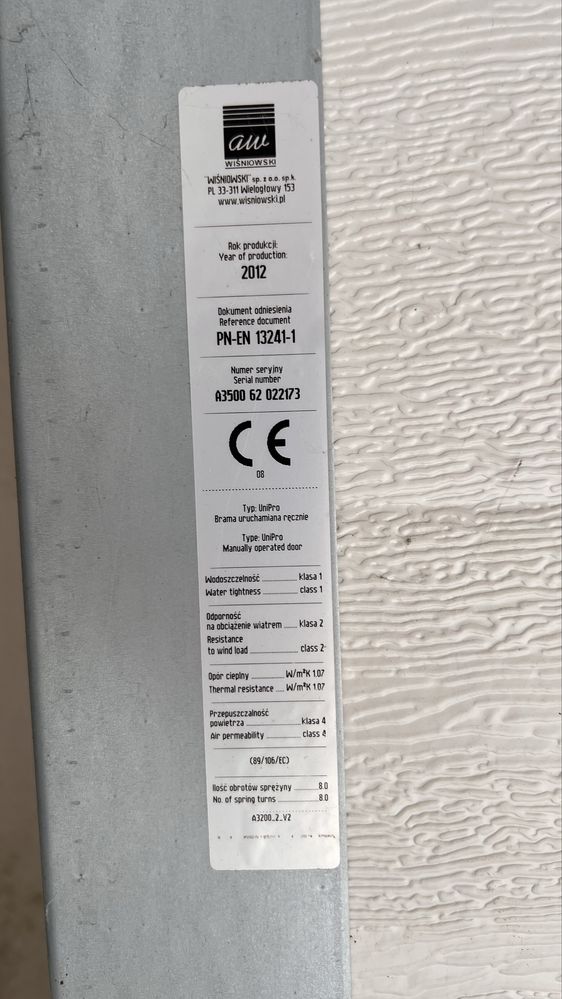 aw
WIŚNIOWSKI
"WIŚNIOWSKI" sp. z o.o. sp.k.
PL 33-311 Wielogłowy 153
www.wisniowski.pl
Rok produkcji:
Year of production:
2012
Dokument odniesienia
Reference document
PN-EN 13241-1
Numer seryjny
Serial number
A3500 62 022173
CE
08
Typ: UniPro
Brama uruchamiana ręcznie
Type: UniPro
Manually operated door
Wodoszczelność klasa 1
Water tightness class 1
Odporność
na obciążenie wiatrem klasa 2
Resistance
to wind load class 2
Opór cieplny W/m²K 1.07
Thermal resistance W/m²K 1.07
Przepuszczalność
powietrza klasa 4
Air permeability class 4
(89/106/EC)
Ilość obrotów sprężyny 8.0
No. of spring turns 8.0
A3200_2_V2